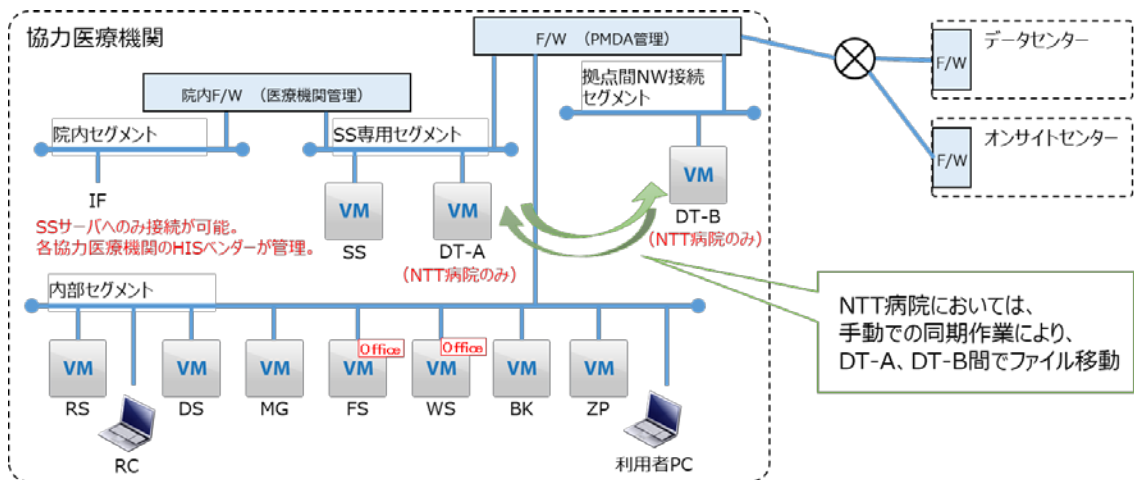 協力医療機関
F/W （PMDA管理）
データセンター
F/W
拠点間NW接続
セグメント
院内F/W （医療機関管理）
院内セグメント
SS専用セグメント
オンサイトセンター
F/W
IF
VM
VM
VM
SSサーバへのみ接続が可能。
各協力医療機関のHISベンダーが管理。
SS
DT-A
（NTT病院のみ）
DT-B
（NTT病院のみ）
内部セグメント
NTT病院においては、
手動での同期作業により、
DT-A、DT-B間でファイル移動
Office
Office
VM
VM
VM
VM
VM
VM
VM
RS
DS
MG
FS
WS
BK
ZP
RC
利用者PC